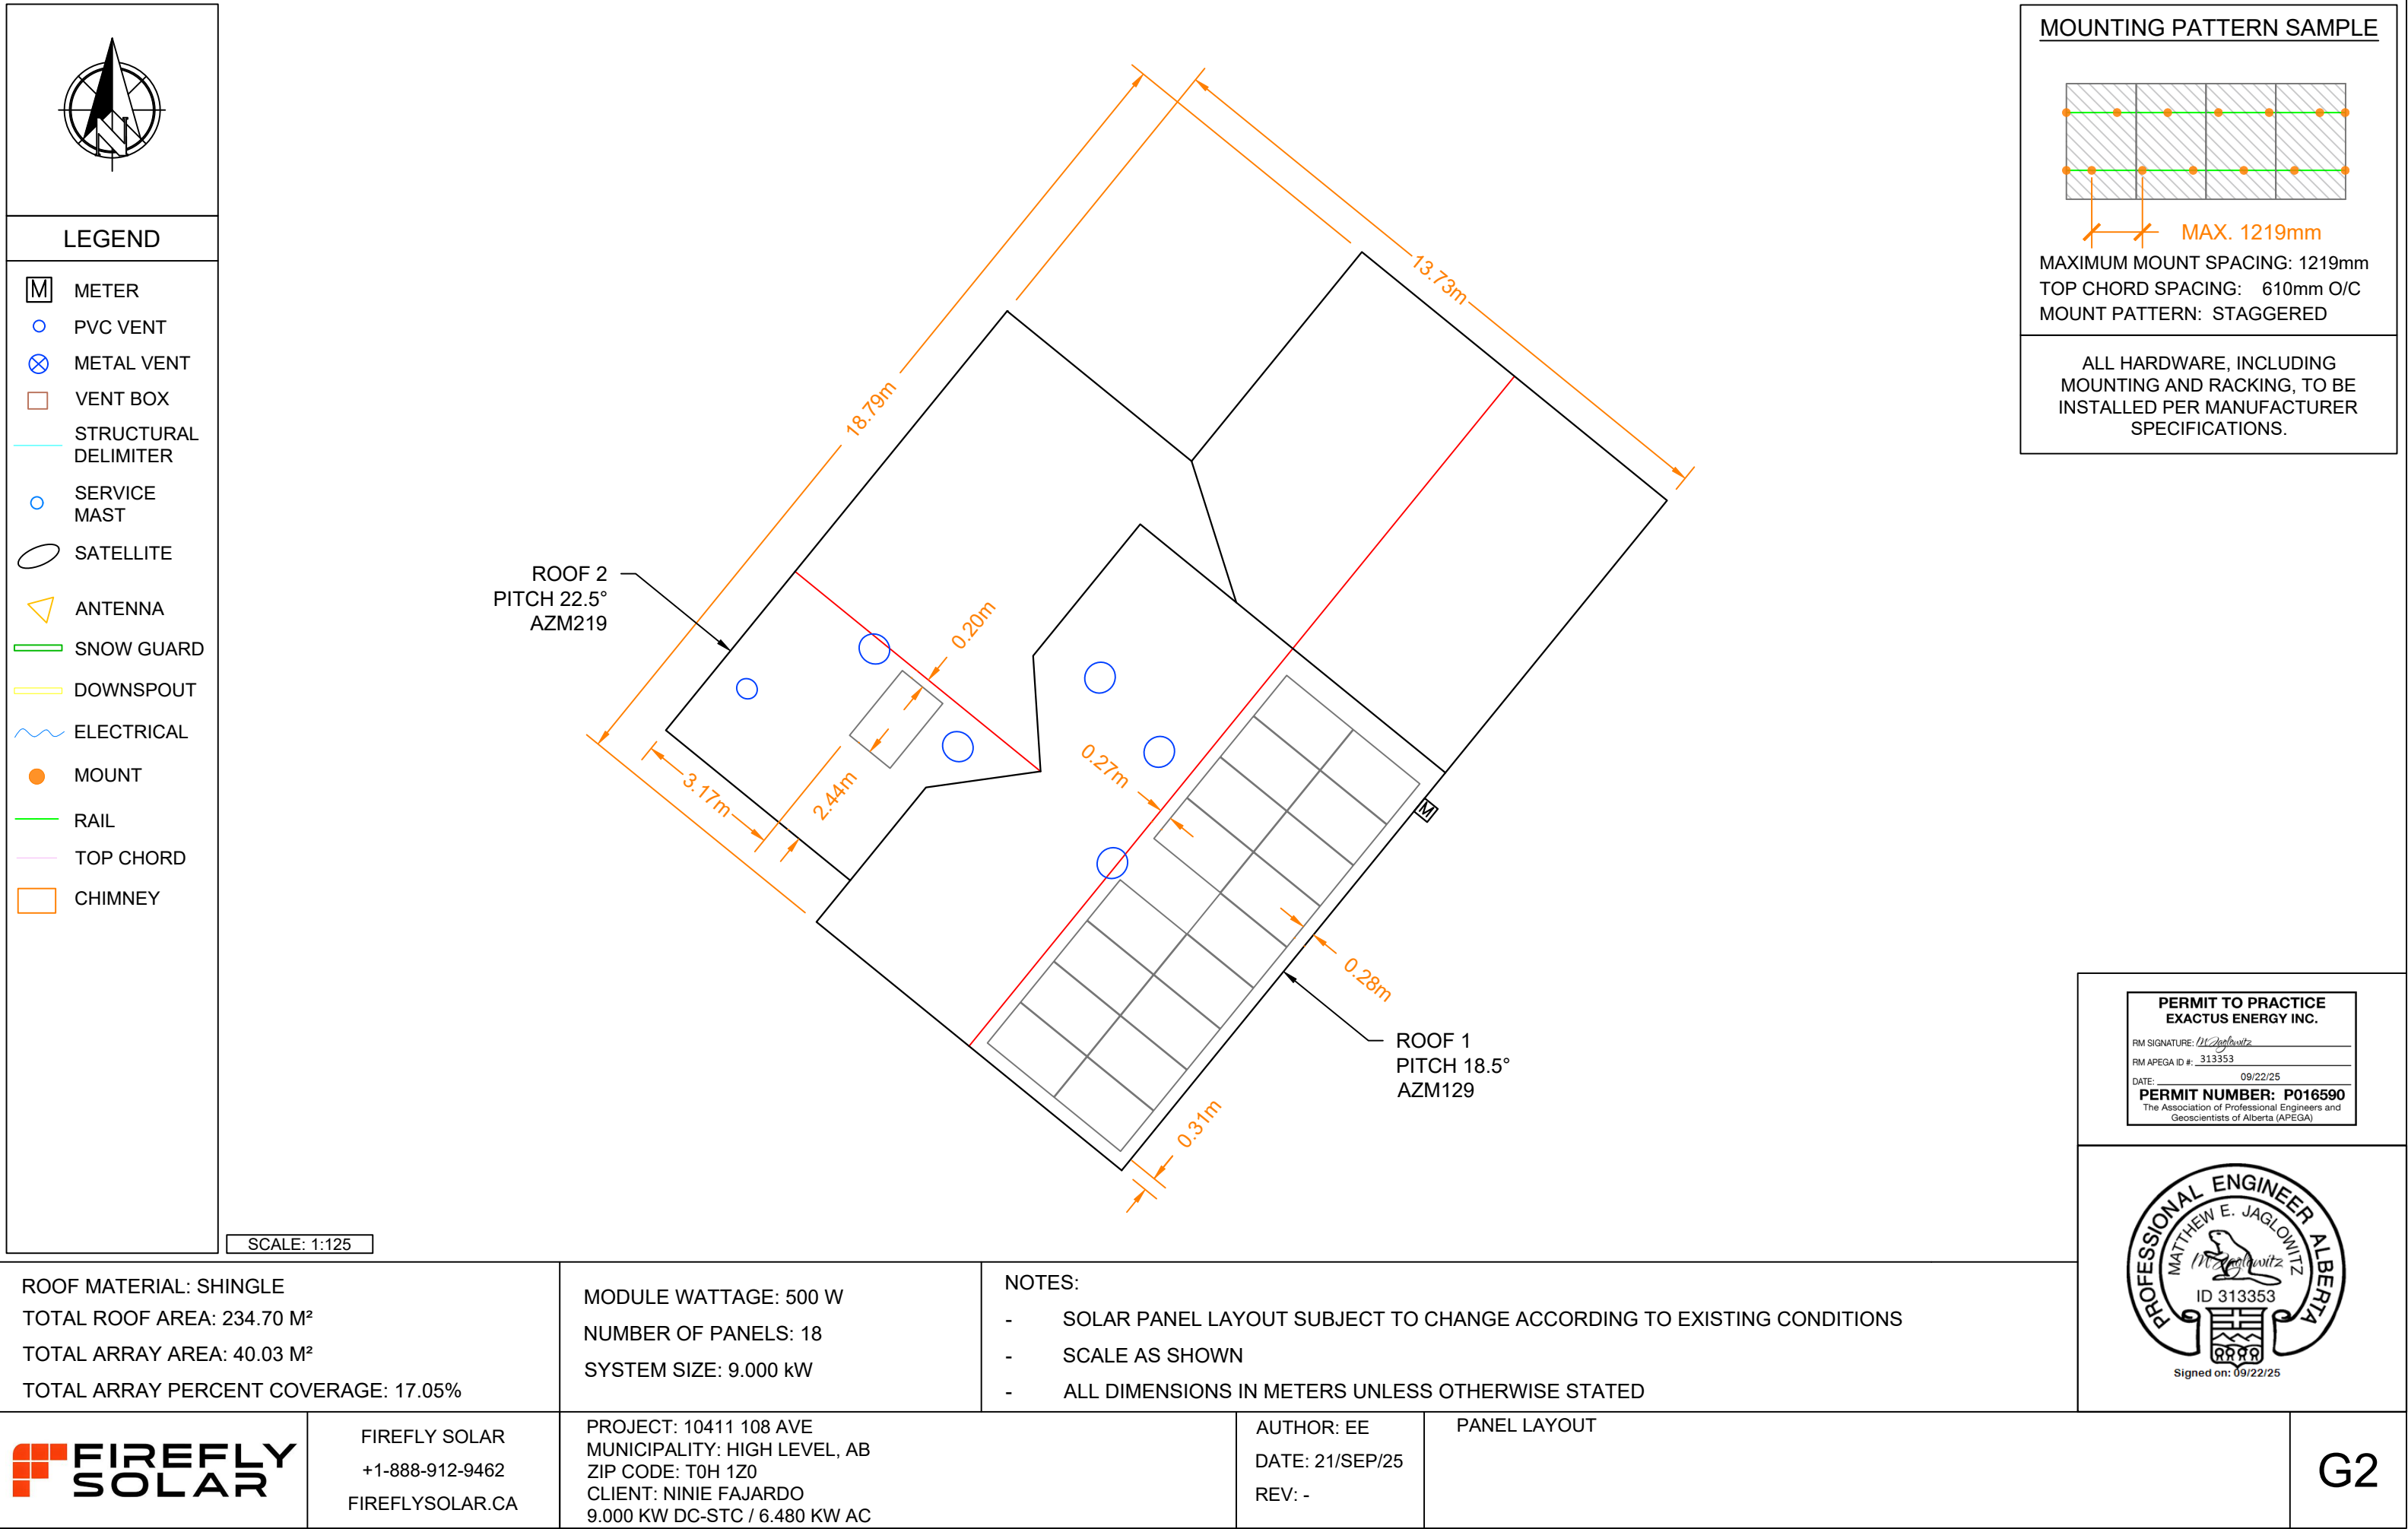 N
LEGEND
M METER
PVC VENT
METAL VENT
VENT BOX
STRUCTURAL
DELIMITER
SERVICE
MAST
SATELLITE
ANTENNA
SNOW GUARD
DOWNSPOUT
ELECTRICAL
MOUNT
RAIL
TOP CHORD
CHIMNEY
SCALE: 1:125
13.73m
18.79m
ROOF 2
PITCH 22.5°
AZM219
0.20m
3.17m
2.44m
0.27m
M
0.28m
ROOF 1
PITCH 18.5°
AZM129
0.31m
MOUNTING PATTERN SAMPLE
MAX. 1219mm
MAXIMUM MOUNT SPACING: 1219mm
TOP CHORD SPACING: 610mm O/C
MOUNT PATTERN: STAGGERED
ALL HARDWARE, INCLUDING
MOUNTING AND RACKING, TO BE
INSTALLED PER MANUFACTURER
SPECIFICATIONS.
PERMIT TO PRACTICE
EXACTUS ENERGY INC.
RM SIGNATURE: MJaglowitz
RM APEGA ID #: 313353
DATE: 09/22/25
PERMIT NUMBER: P016590
The Association of Professional Engineers and
Geoscientists of Alberta (APEGA)
PROFESSIONAL ENGINEER ALBERTA
MATTHEW E. JAGLOWITZ
MJaglowitz
ID 313353
Signed on: 09/22/25
ROOF MATERIAL: SHINGLE
TOTAL ROOF AREA: 234.70 M²
TOTAL ARRAY AREA: 40.03 M²
TOTAL ARRAY PERCENT COVERAGE: 17.05%
MODULE WATTAGE: 500 W
NUMBER OF PANELS: 18
SYSTEM SIZE: 9.000 kW
NOTES:
- SOLAR PANEL LAYOUT SUBJECT TO CHANGE ACCORDING TO EXISTING CONDITIONS
- SCALE AS SHOWN
- ALL DIMENSIONS IN METERS UNLESS OTHERWISE STATED
FIREFLY
SOLAR
FIREFLY SOLAR
+1-888-912-9462
FIREFLYSOLAR.CA
PROJECT: 10411 108 AVE
MUNICIPALITY: HIGH LEVEL, AB
ZIP CODE: T0H 1Z0
CLIENT: NINIE FAJARDO
9.000 KW DC-STC / 6.480 KW AC
AUTHOR: EE
DATE: 21/SEP/25
REV: -
PANEL LAYOUT
G2